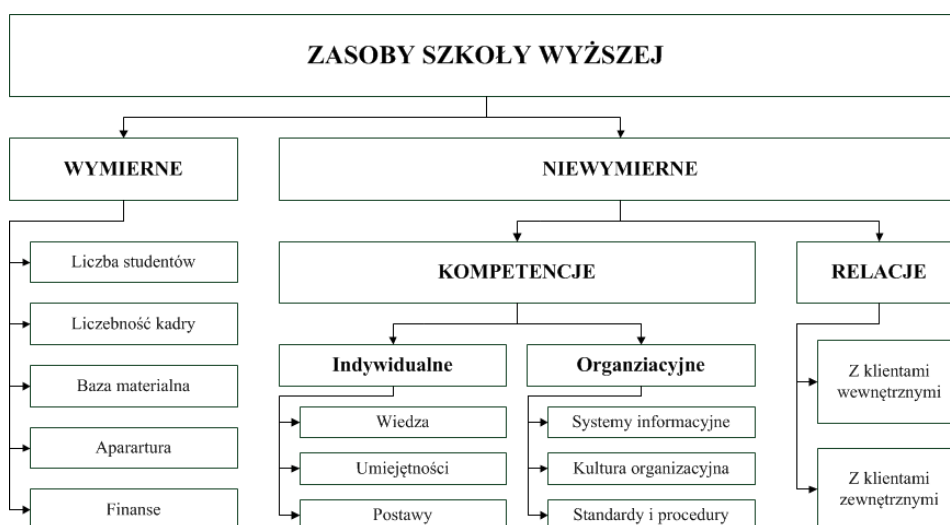 ZASOBY SZKOŁY WYŻSZEJ
WYMIERNE
NIEWYMIERNE
Liczba studentów
Liczebność kadry
Baza materialna
Aparartura
Finanse
KOMPETENCJE
RELACJE
Indywidualne
Organziacyjne
Wiedza
Umiejętności
Postawy
Systemy informacyjne
Kultura organizacyjna
Standardy i procedury
Z klientami
wewnętrznymi
Z klientami
zewnętrznymi